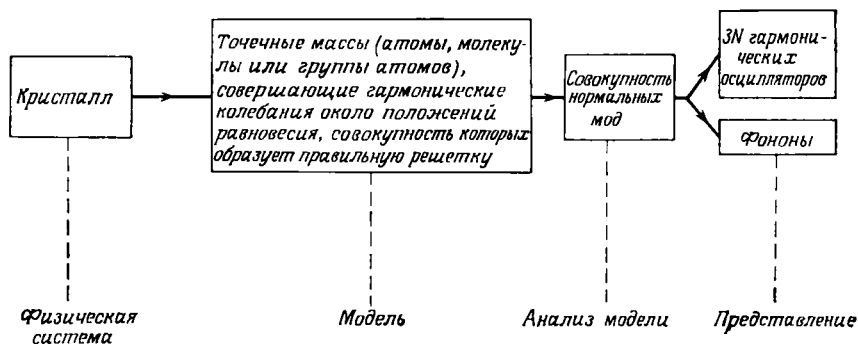 Кристалл
Точечные массы (атомы, молеку-
лы или группы атомов),
совершающие гармонические
колебания около положений
равновесия, совокупность которых
образует правильную решетку
Совокупность
нормальных
мод
3N гармони-
ческих
осцилляторов
Фононы
Физическая
система
Модель
Анализ модели
Представление